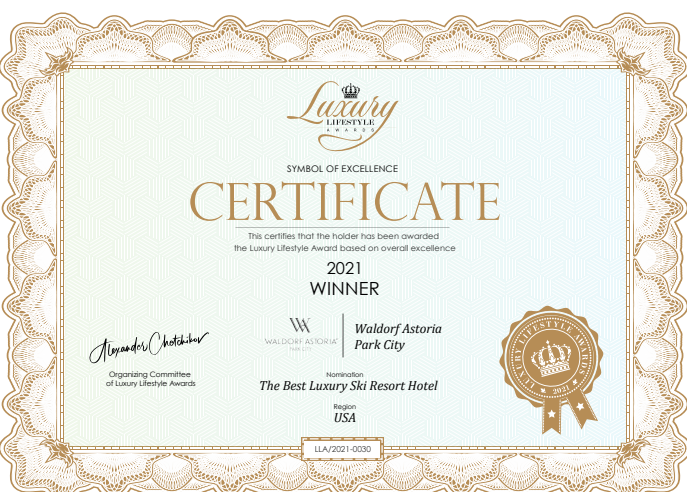 Luxury
LIFESTYLE
AWARDS
SYMBOL OF EXCELLENCE
CERTIFICATE
This certifies that the holder has been awarded
the Luxury Lifestyle Award based on overall excellence
2021
WINNER
WALDORF ASTORIA
PARK CITY
Waldorf Astoria
Park City
Alexander Chetchikov
Organizing Committee
of Luxury Lifestyle Awards
Nomination
The Best Luxury Ski Resort Hotel
Region
USA
LUXURY LIFESTYLE AWARDS
2021
LLA/2021-0030